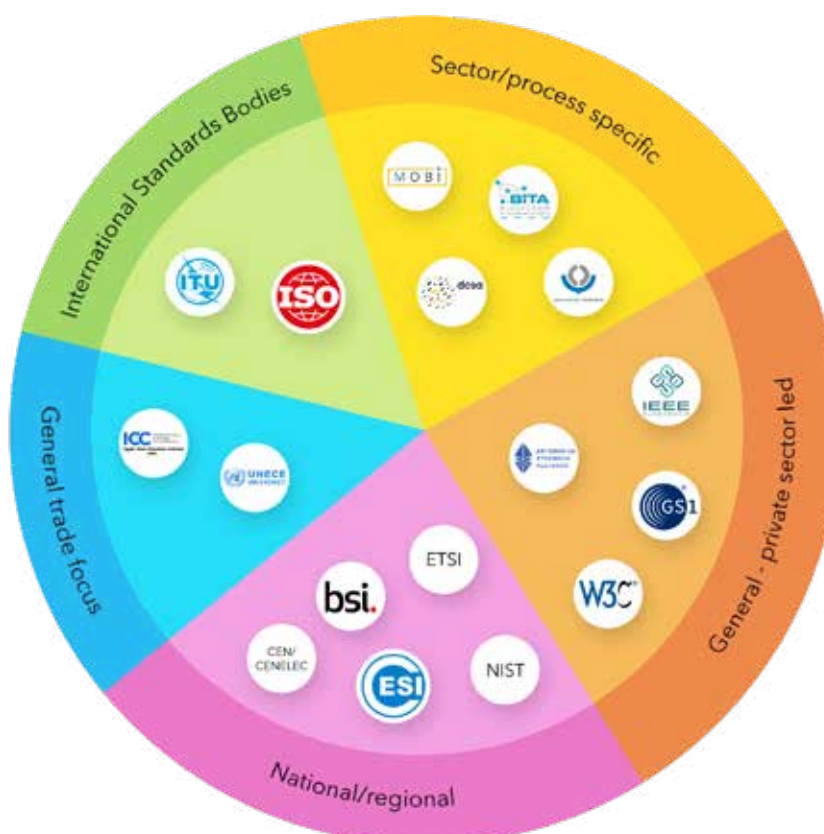 Sector/process specific
International Standards Bodies
MOBI
BiTA
ITU
ISO
dcsa
General trade focus
General - private sector led
IEEE
ICC
UNECE
GS1
ETSI
bsi.
W3C
CEN/
CENELEC
CESI
NIST
National/regional